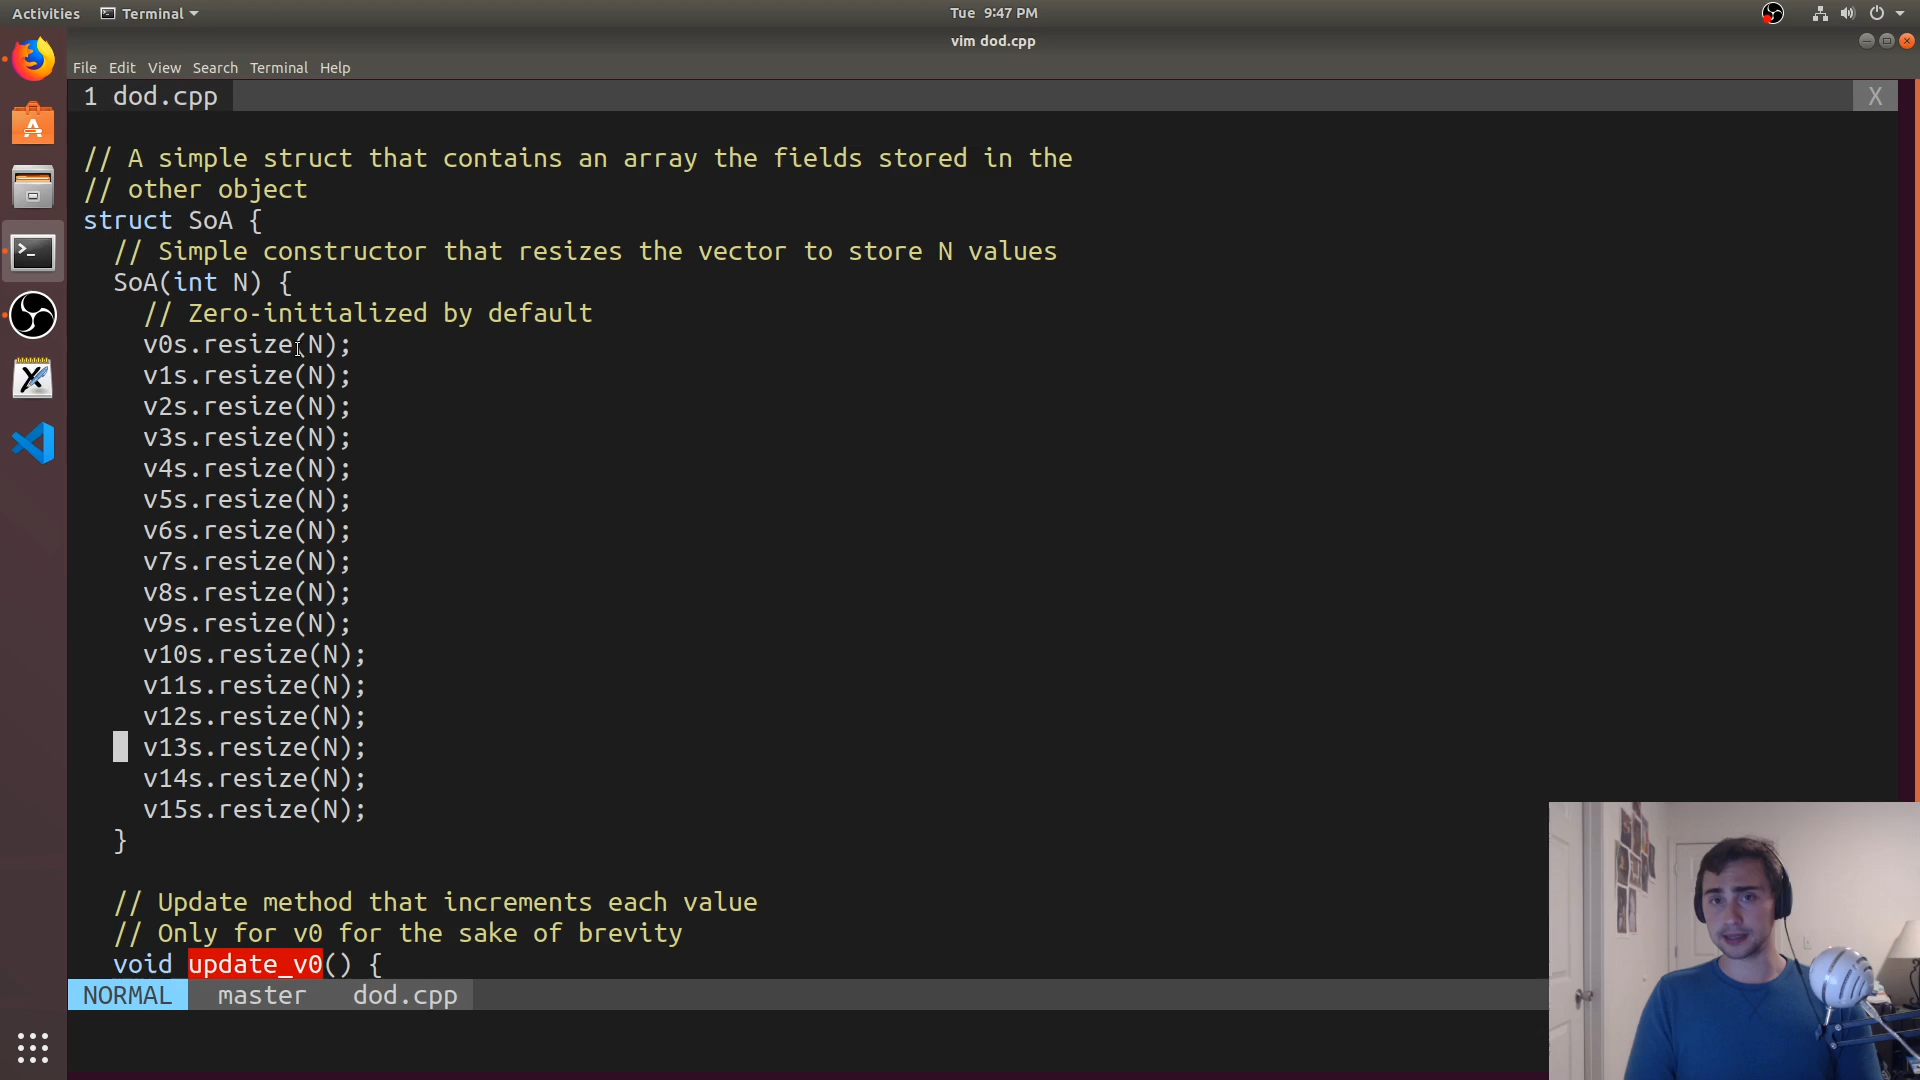 Activities Terminal Tue 9:47 PM
vim dod.cpp
File Edit View Search Terminal Help
1 dod.cpp X
// A simple struct that contains an array the fields stored in the
// other object
struct SoA {
// Simple constructor that resizes the vector to store N values
SoA(int N) {
// Zero-initialized by default
v0s.resize(N);
v1s.resize(N);
v2s.resize(N);
v3s.resize(N);
v4s.resize(N);
v5s.resize(N);
v6s.resize(N);
v7s.resize(N);
v8s.resize(N);
v9s.resize(N);
v10s.resize(N);
v11s.resize(N);
v12s.resize(N);
v13s.resize(N);
v14s.resize(N);
v15s.resize(N);
}
// Update method that increments each value
// Only for v0 for the sake of brevity
void update_v0() {
NORMAL master dod.cpp